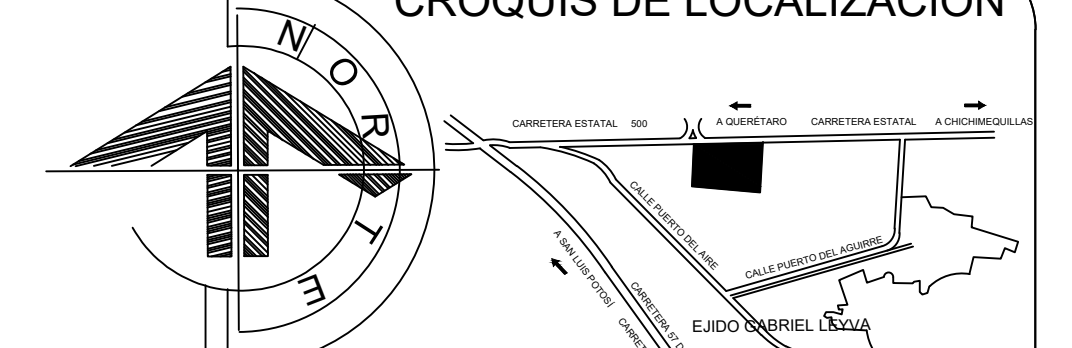 CROQUIS DE LOCALIZACIÓN
NORTE
CARRETERA ESTATAL 500
A QUERÉTARO
CARRETERA ESTATAL
A CHICHIMEQUILLAS
CALLE PUERTO DEL AIRE
CALLE PUERTO DEL AGUIRRE
A SAN LUIS POTOSÍ
CARRETERA 57 D
EJIDO GABRIEL LEYVA